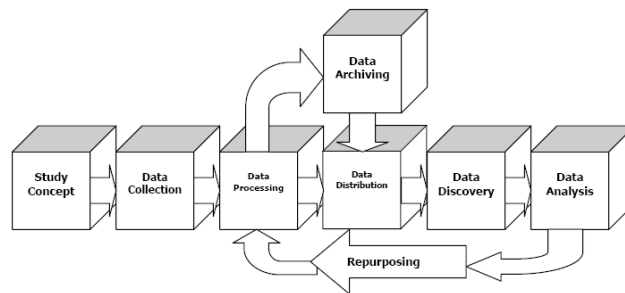 Data
Archiving
Study
Concept
Data
Collection
Data
Processing
Data
Distribution
Data
Discovery
Data
Analysis
Repurposing